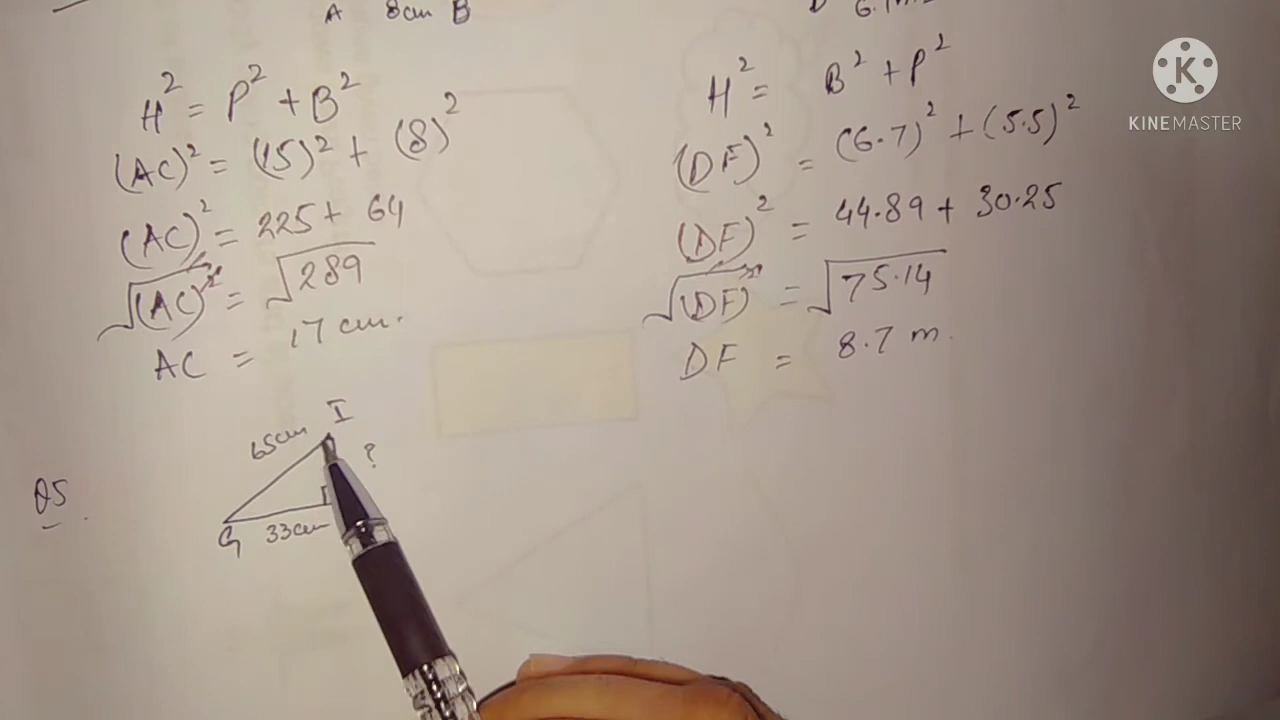 A 8cm B
H² = P² + B²
(AC)² = (15)² + (8)²
(AC)² = 225 + 64
√(AC)² = √289
AC = 17 cm.
H² = B² + P²
(DF)² = (6.7)² + (5.5)²
(DF)² = 44.89 + 30.25
√(DF)² = √75.14
DF = 8.7 m.
Q5.
I
65cm
?
G 33cm
K
KINEMASTER